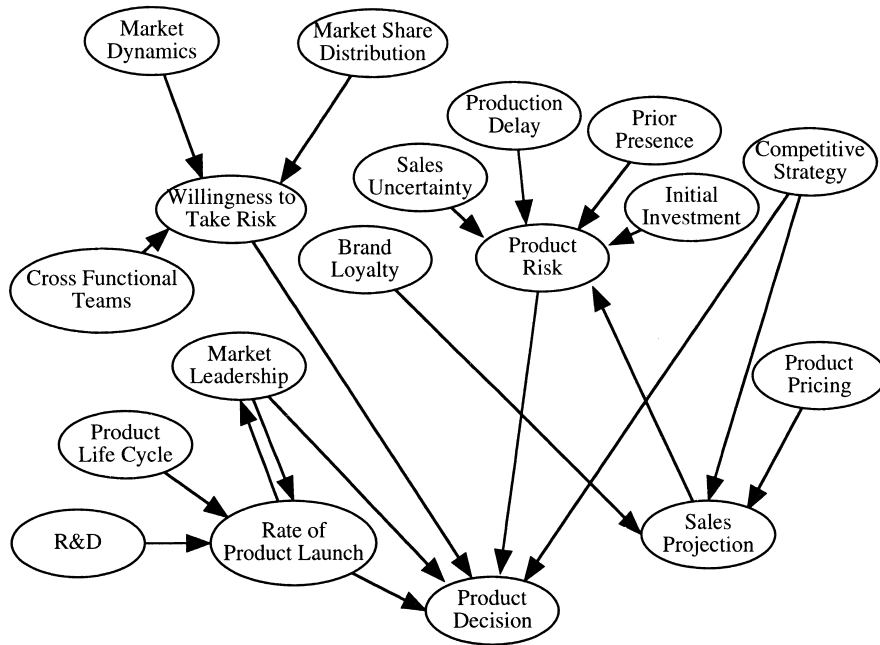 Market
Dynamics
Market Share
Distribution
Production
Delay
Prior
Presence
Competitive
Strategy
Sales
Uncertainty
Willingness to
Take Risk
Initial
Investment
Brand
Loyalty
Product
Risk
Cross Functional
Teams
Market
Leadership
Product
Pricing
Product
Life Cycle
R&D
Rate of
Product Launch
Sales
Projection
Product
Decision